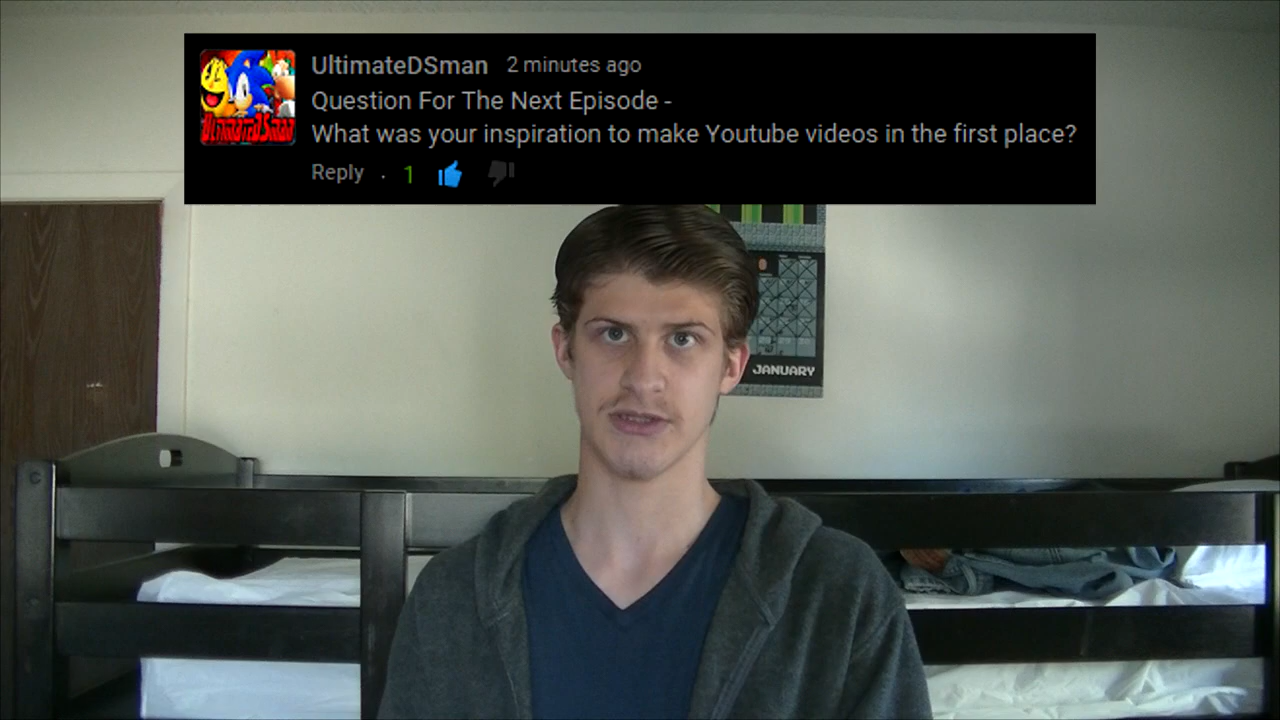 UltimateDSman 2 minutes ago
Question For The Next Episode -
What was your inspiration to make Youtube videos in the first place?
Reply · 1
ULTIMATEDSMAN
JANUARY